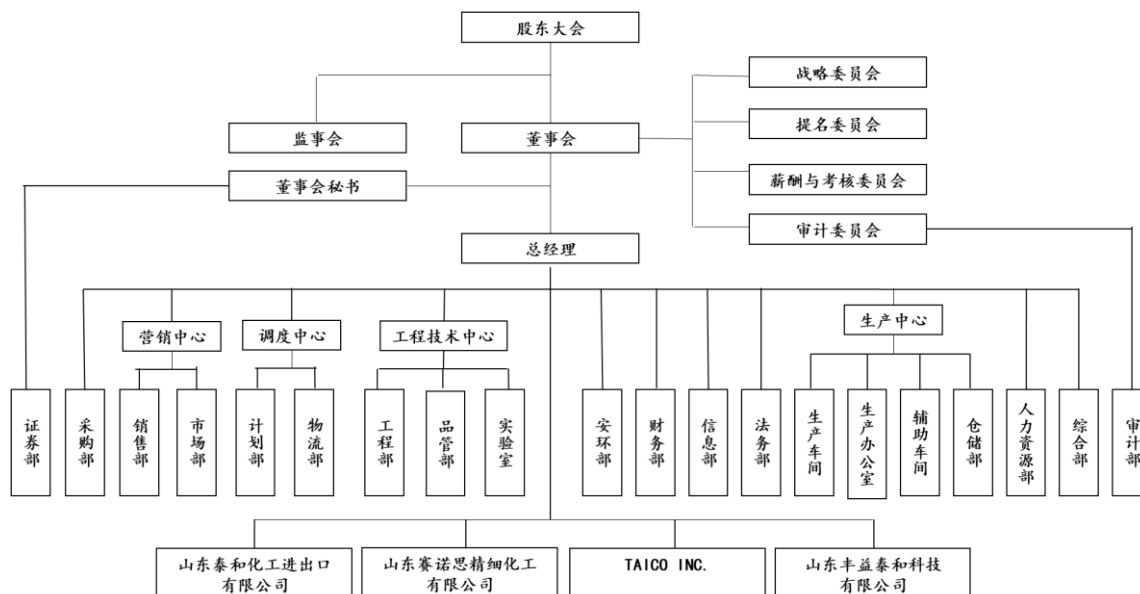 股东大会
战略委员会
提名委员会
监事会
董事会
薪酬与考核委员会
董事会秘书
审计委员会
总经理
营销中心
调度中心
工程技术中心
生产中心
证券部
采购部
销售部
市场部
计划部
物流部
工程部
品管部
实验室
安环部
财务部
信息部
法务部
生产车间
生产办公室
辅助车间
仓储部
人力资源部
综合部
审计部
山东泰和化工进出口
有限公司
山东赛诺思精细化工
有限公司
TAICO INC.
山东丰益泰和科技
有限公司